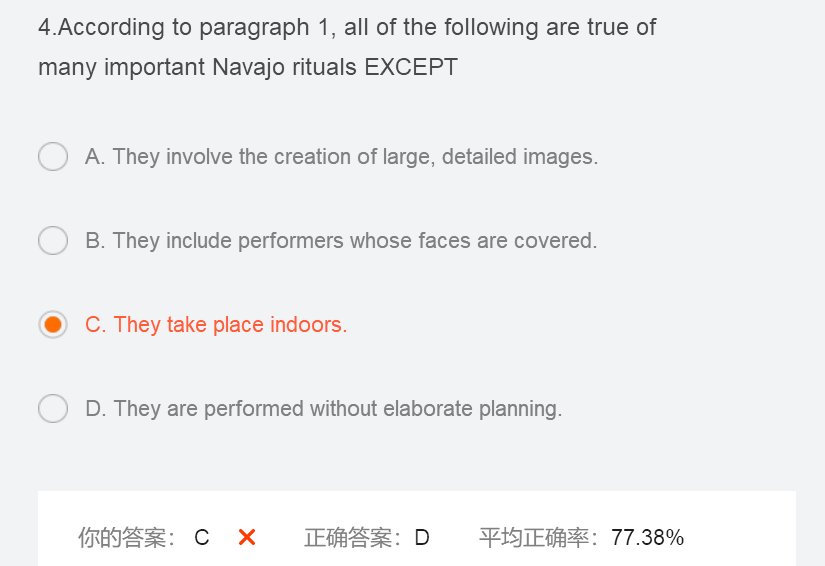 4.According to paragraph 1, all of the following are true of
many important Navajo rituals EXCEPT
A. They involve the creation of large, detailed images.
B. They include performers whose faces are covered.
C. They take place indoors.
D. They are performed without elaborate planning.
你的答案： C ✕ 正确答案：D 平均正确率：77.38%